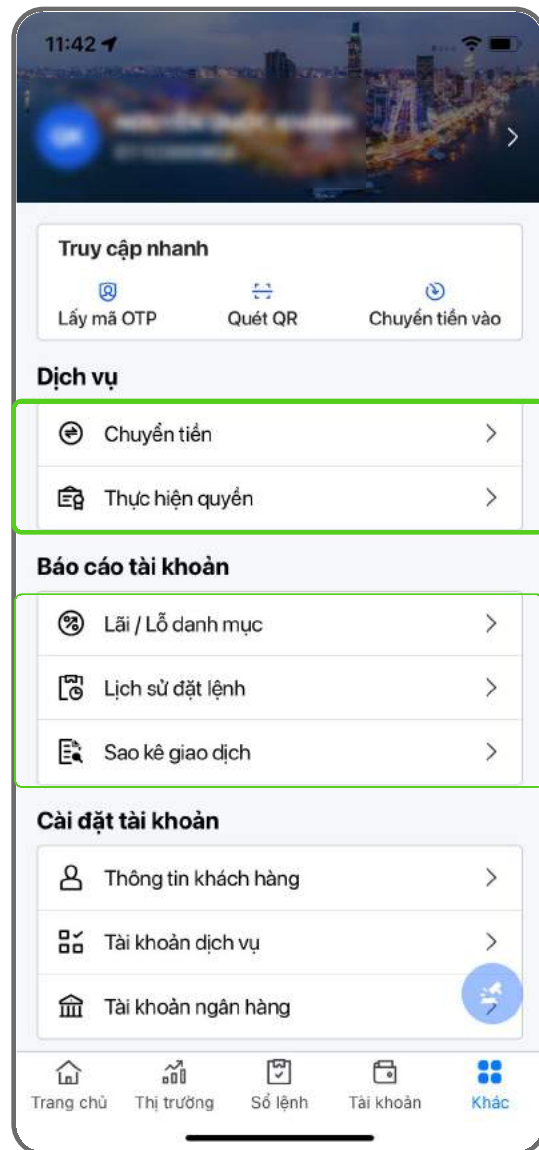 11:42
Truy cập nhanh
Lấy mã OTP
Quét QR
Chuyển tiền vào
Dịch vụ
Chuyển tiền
Thực hiện quyền
Báo cáo tài khoản
Lãi / Lỗ danh mục
Lịch sử đặt lệnh
Sao kê giao dịch
Cài đặt tài khoản
Thông tin khách hàng
Tài khoản dịch vụ
Tài khoản ngân hàng
Trang chủ
Thị trường
Sổ lệnh
Tài khoản
Khác